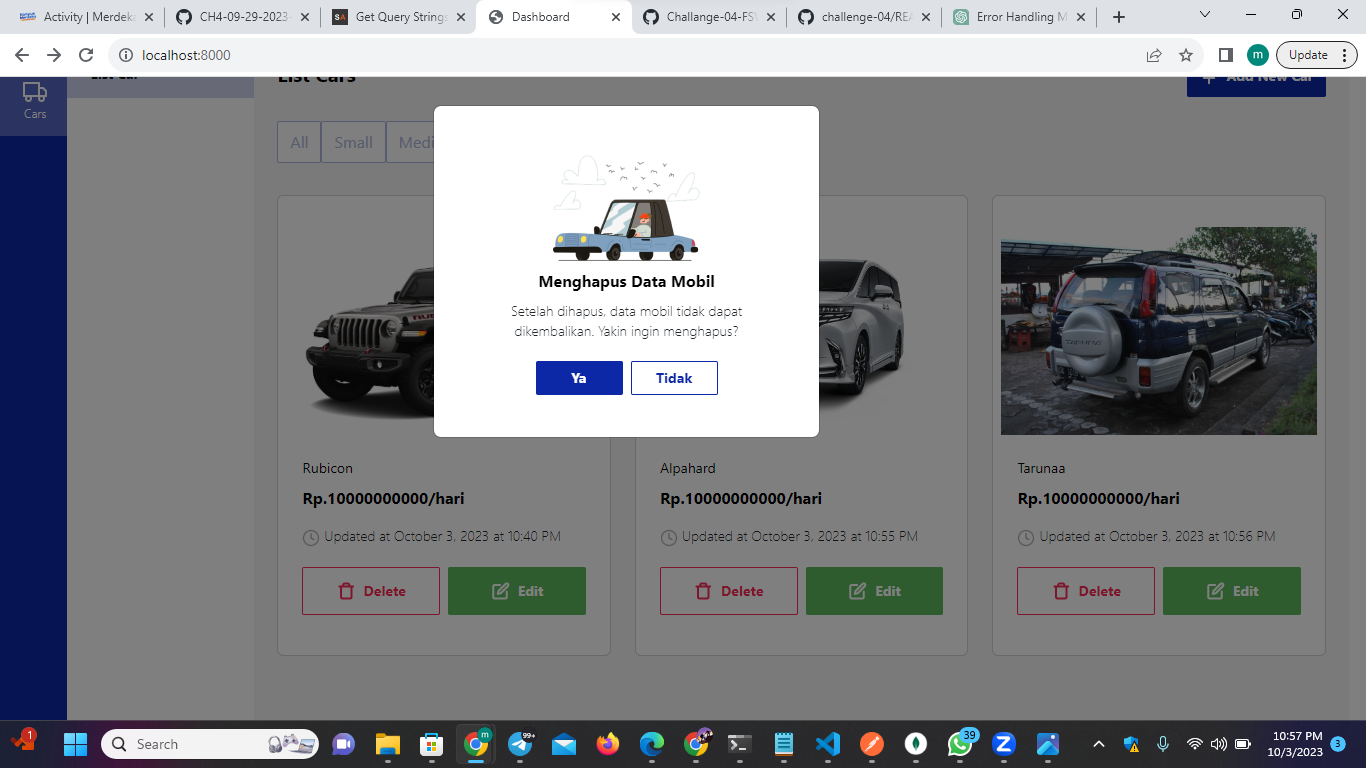 Activity | Merdeka
CH4-09-29-2023-
Get Query Strings
Dashboard
Challange-04-FSW
challenge-04/REA
Error Handling M
localhost:8000
m
Update
List Car
Cars
List Cars
Add New Car
All
Small
Medi
Menghapus Data Mobil
Setelah dihapus, data mobil tidak dapat
dikembalikan. Yakin ingin menghapus?
Ya
Tidak
Rubicon
Rp.10000000000/hari
Updated at October 3, 2023 at 10:40 PM
Delete
Edit
Alpahard
Rp.10000000000/hari
Updated at October 3, 2023 at 10:55 PM
Delete
Edit
Tarunaa
Rp.10000000000/hari
Updated at October 3, 2023 at 10:56 PM
Delete
Edit
1
Search
m
99+
39
10:57 PM
10/3/2023
3